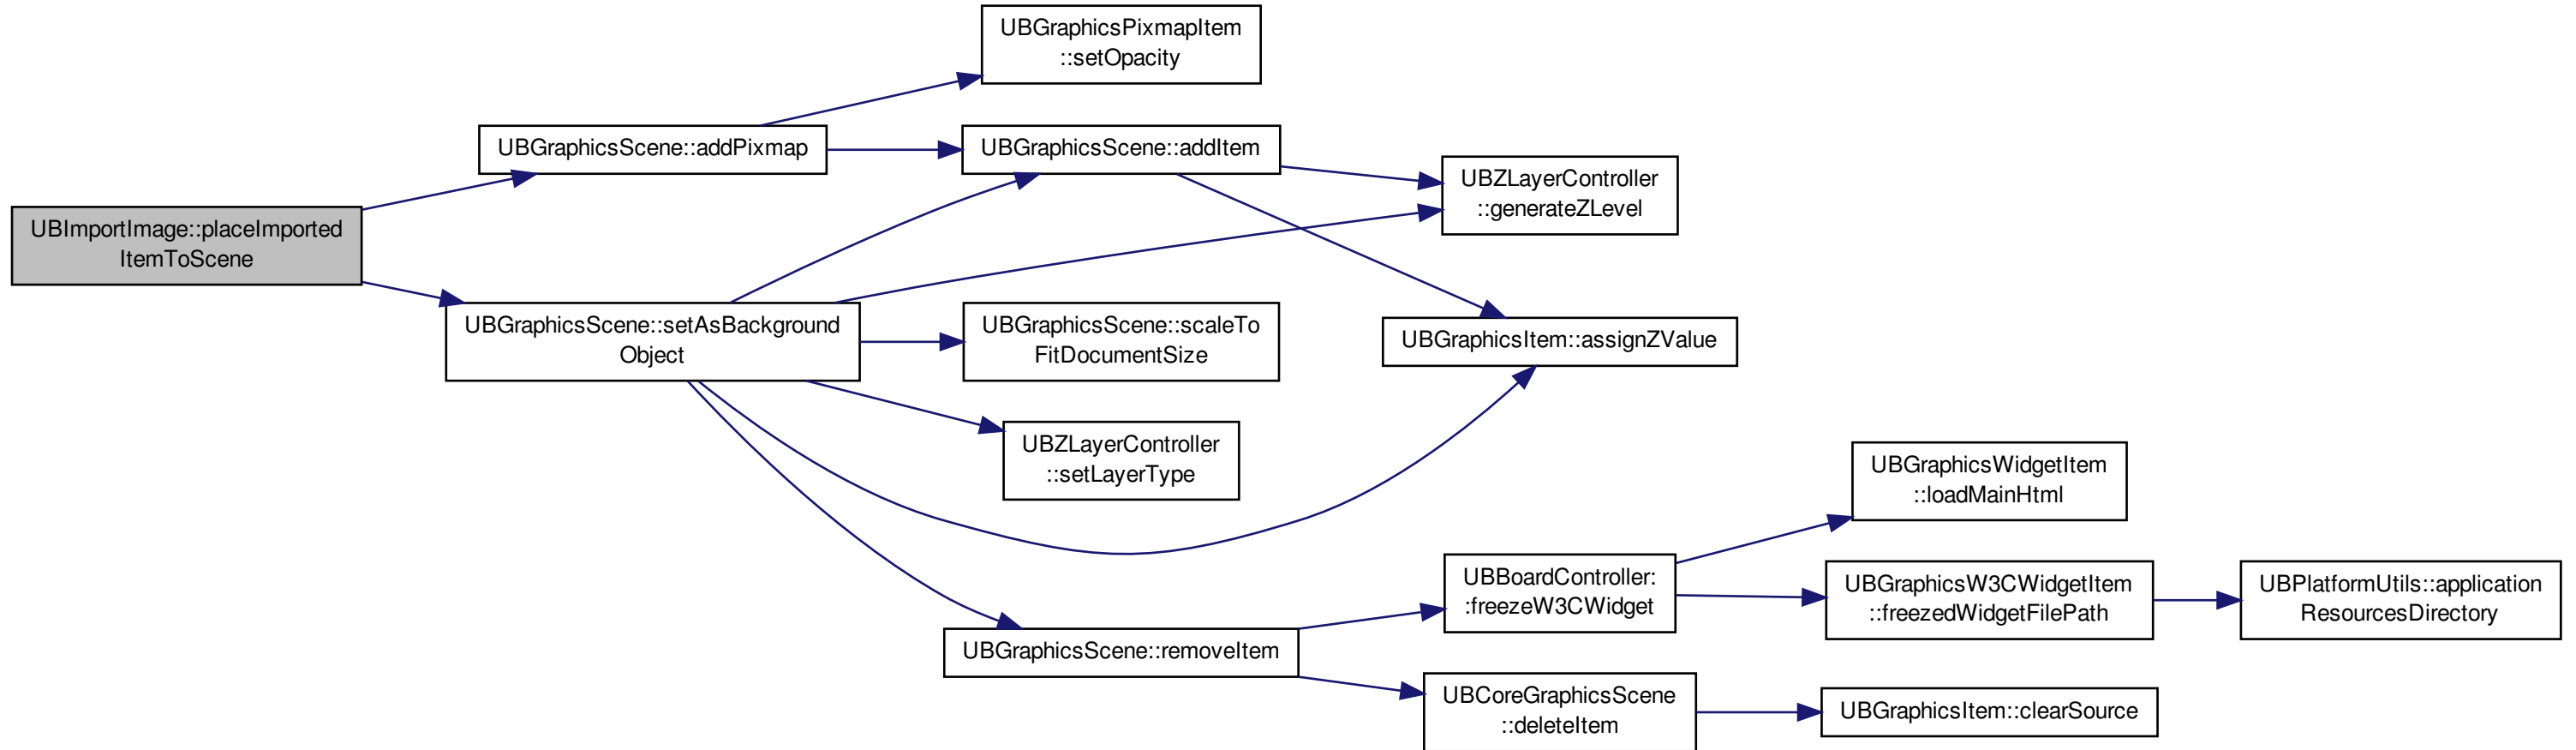 UBGraphicsPixmapItem
::setOpacity
UBGraphicsScene::addPixmap
UBGraphicsScene::addItem
UBZLayerController
::generateZLevel
UBImportImage::placeImported
ItemToScene
UBGraphicsScene::setAsBackground
Object
UBGraphicsScene::scaleTo
FitDocumentSize
UBGraphicsItem::assignZValue
UBZLayerController
::setLayerType
UBGraphicsWidgetItem
::loadMainHtml
UBBoardController:
:freezeW3CWidget
UBGraphicsW3CWidgetItem
::freezedWidgetFilePath
UBPlatformUtils::application
ResourcesDirectory
UBGraphicsScene::removeItem
UBCoreGraphicsScene
::deleteItem
UBGraphicsItem::clearSource